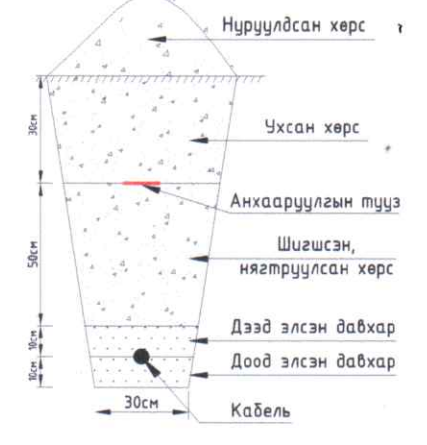 Нуруулдсан хөрс
30см
Ухсан хөрс
Анхааруулгын тууз
50см
Шигшсэн,
нягтруулсан хөрс
10см
Дээд элсэн давхар
10см
Доод элсэн давхар
30см
Кабель